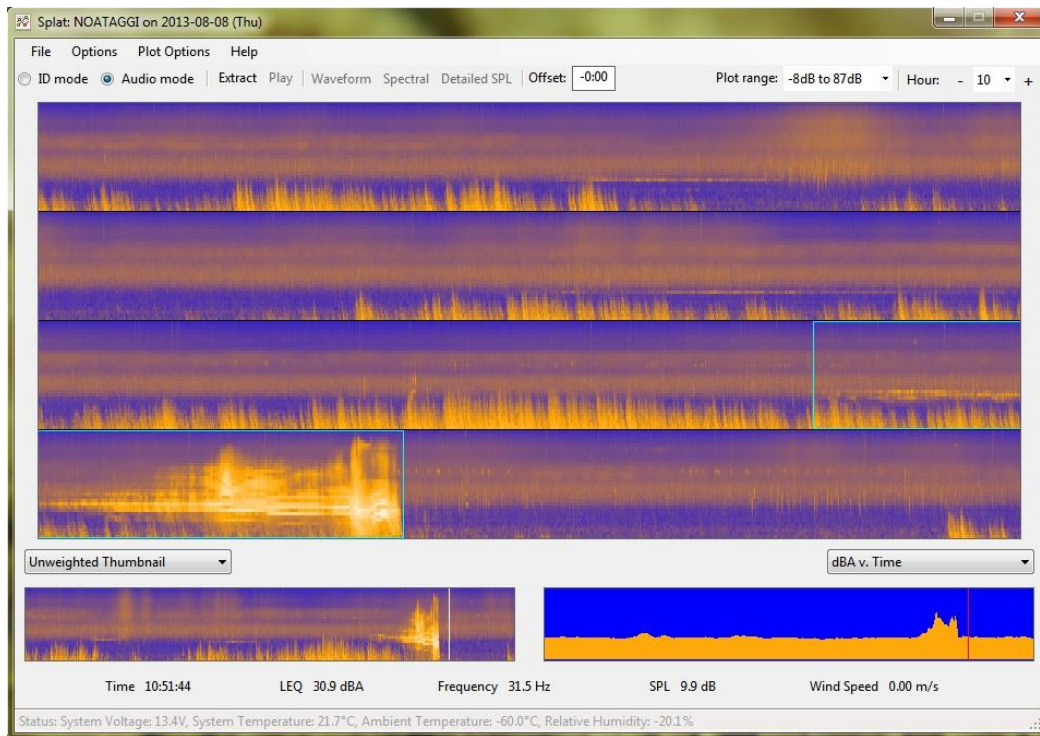 Splat: NOATAGGI on 2013-08-08 (Thu)
File Options Plot Options Help
ID mode Audio mode Extract Play Waveform Spectral Detailed SPL Offset: -0:00 Plot range: -8dB to 87dB Hour: - 10 +
Unweighted Thumbnail dBA v. Time
Time 10:51:44 LEQ 30.9 dBA Frequency 31.5 Hz SPL 9.9 dB Wind Speed 0.00 m/s
Status: System Voltage: 13.4V, System Temperature: 21.7°C, Ambient Temperature: -60.0°C, Relative Humidity: -20.1%